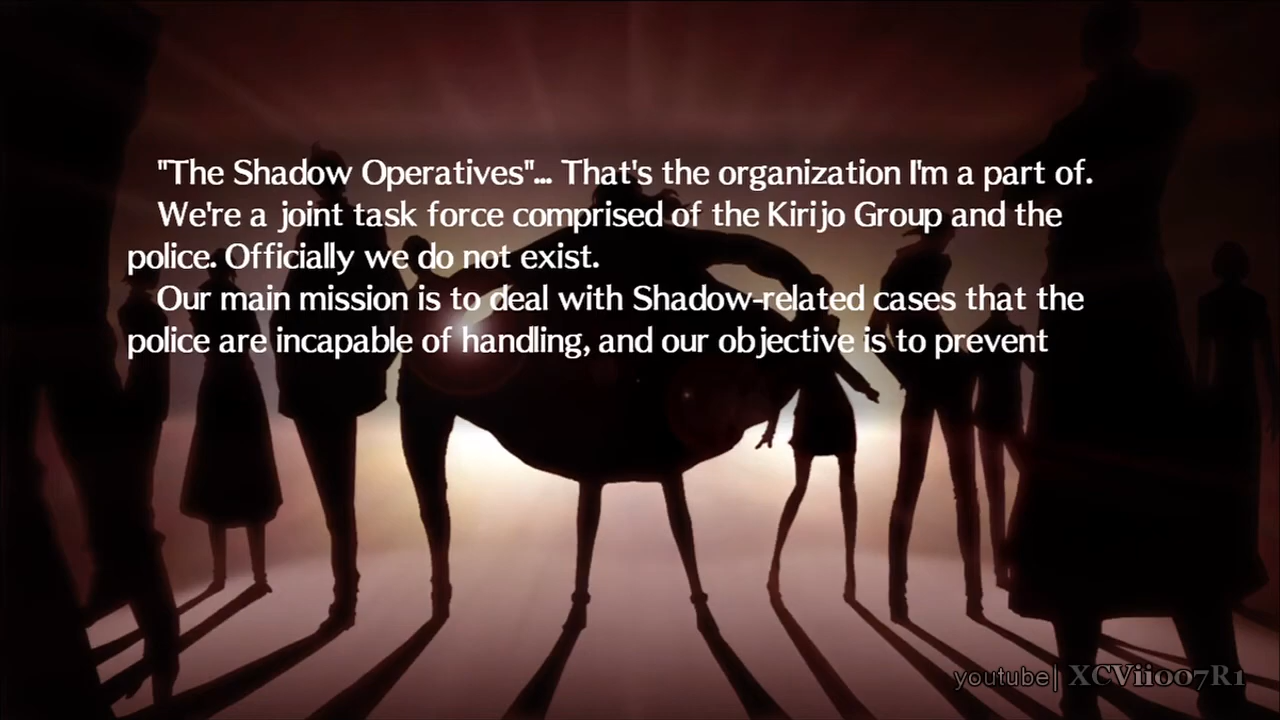 "The Shadow Operatives"... That's the organization I'm a part of.
We're a joint task force comprised of the Kirijo Group and the
police. Officially we do not exist.
Our main mission is to deal with Shadow-related cases that the
police are incapable of handling, and our objective is to prevent
youtube| XCVii007R1